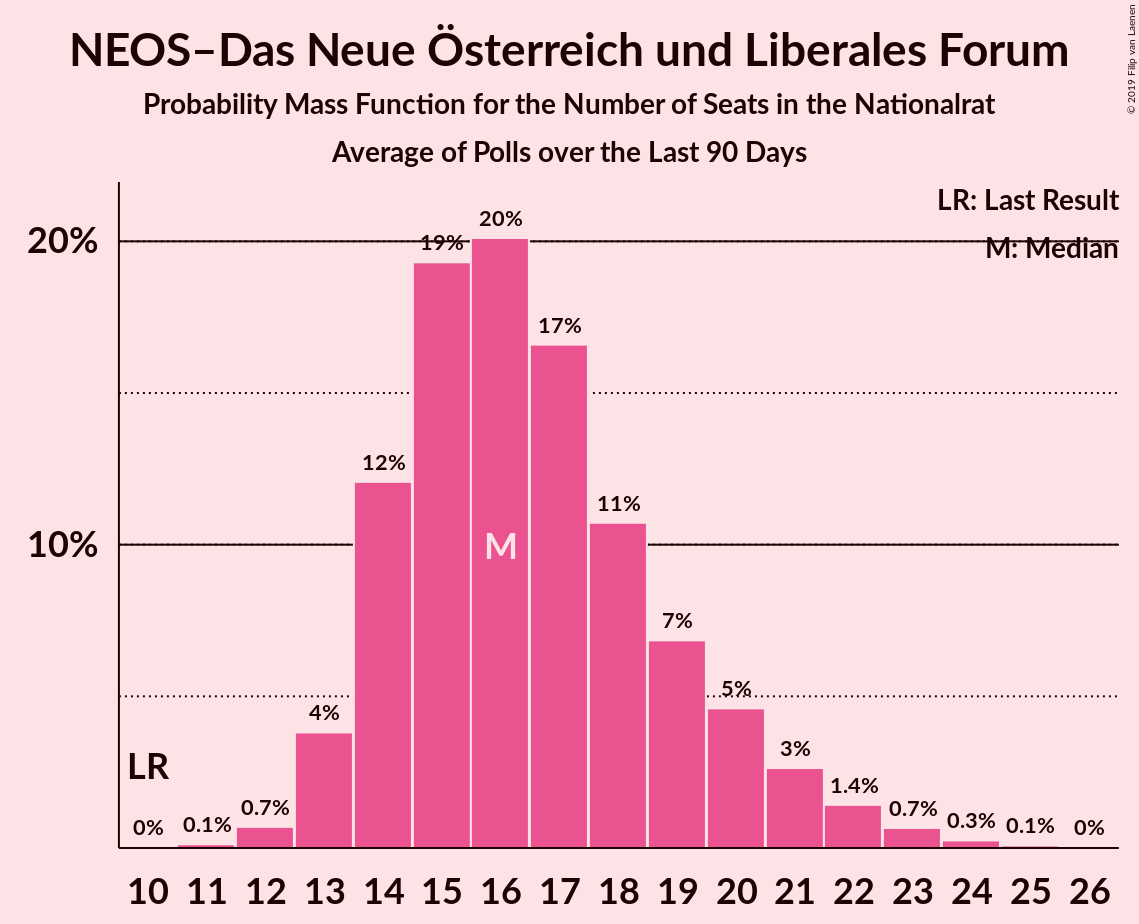 NEOS–Das Neue Österreich und Liberales Forum
Probability Mass Function for the Number of Seats in the Nationalrat
Average of Polls over the Last 90 Days
© 2019 Filip van Laenen
LR: Last Result
M: Median
20%
10%
LR
M
0%
0.1%
0.7%
4%
12%
19%
20%
17%
11%
7%
5%
3%
1.4%
0.7%
0.3%
0.1%
0%
10 11 12 13 14 15 16 17 18 19 20 21 22 23 24 25 26